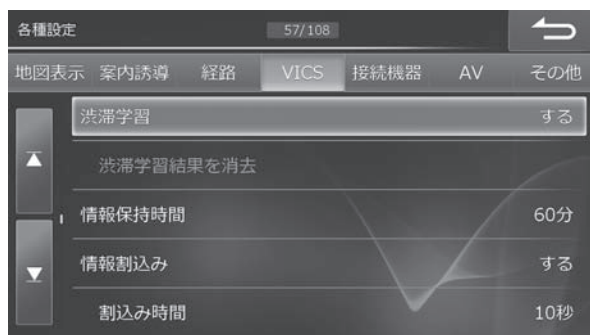 各種設定
57/108
地図表示 案内誘導 経路 VICS 接続機器 AV その他
渋滞学習 する
渋滞学習結果を消去
情報保持時間 60分
情報割込み する
割込み時間 10秒